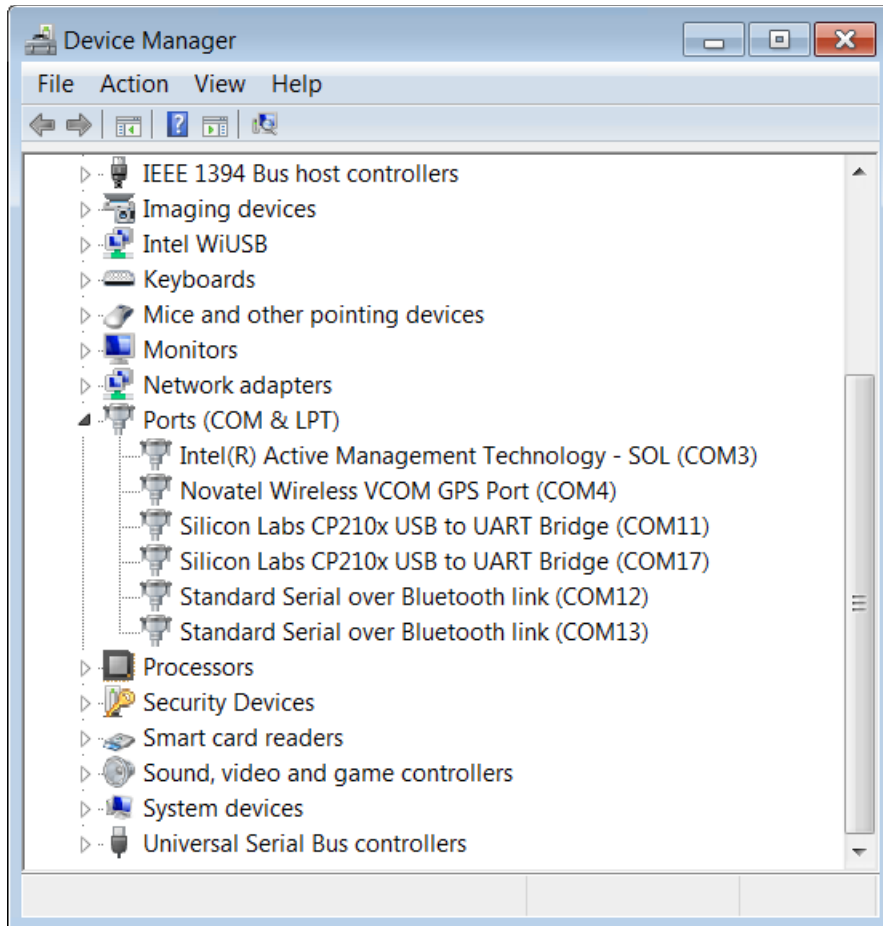 Device Manager
File Action View Help
IEEE 1394 Bus host controllers
Imaging devices
Intel WiUSB
Keyboards
Mice and other pointing devices
Monitors
Network adapters
Ports (COM & LPT)
Intel(R) Active Management Technology - SOL (COM3)
Novatel Wireless VCOM GPS Port (COM4)
Silicon Labs CP210x USB to UART Bridge (COM11)
Silicon Labs CP210x USB to UART Bridge (COM17)
Standard Serial over Bluetooth link (COM12)
Standard Serial over Bluetooth link (COM13)
Processors
Security Devices
Smart card readers
Sound, video and game controllers
System devices
Universal Serial Bus controllers